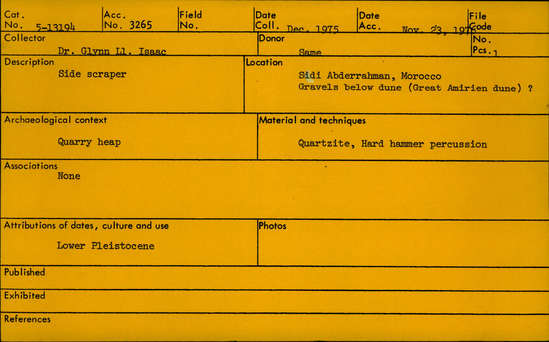 Cat. No. 5-13194 Acc. No. 3265 Field No. Date Coll. Dec. 1975 Date Acc. Nov. 23, 1976 File Code
Collector Dr. Glynn Ll. Isaac Donor Same No. Pcs. 1
Description Side scraper
Location Sidi Abderrahman, Morocco
Gravels below dune (Great Amirien dune) ?
Archaeological context Quarry heap
Material and techniques Quartzite, Hard hammer percussion
Associations
None
Attributions of dates, culture and use
Lower Pleistocene
Photos
Published
Exhibited
References